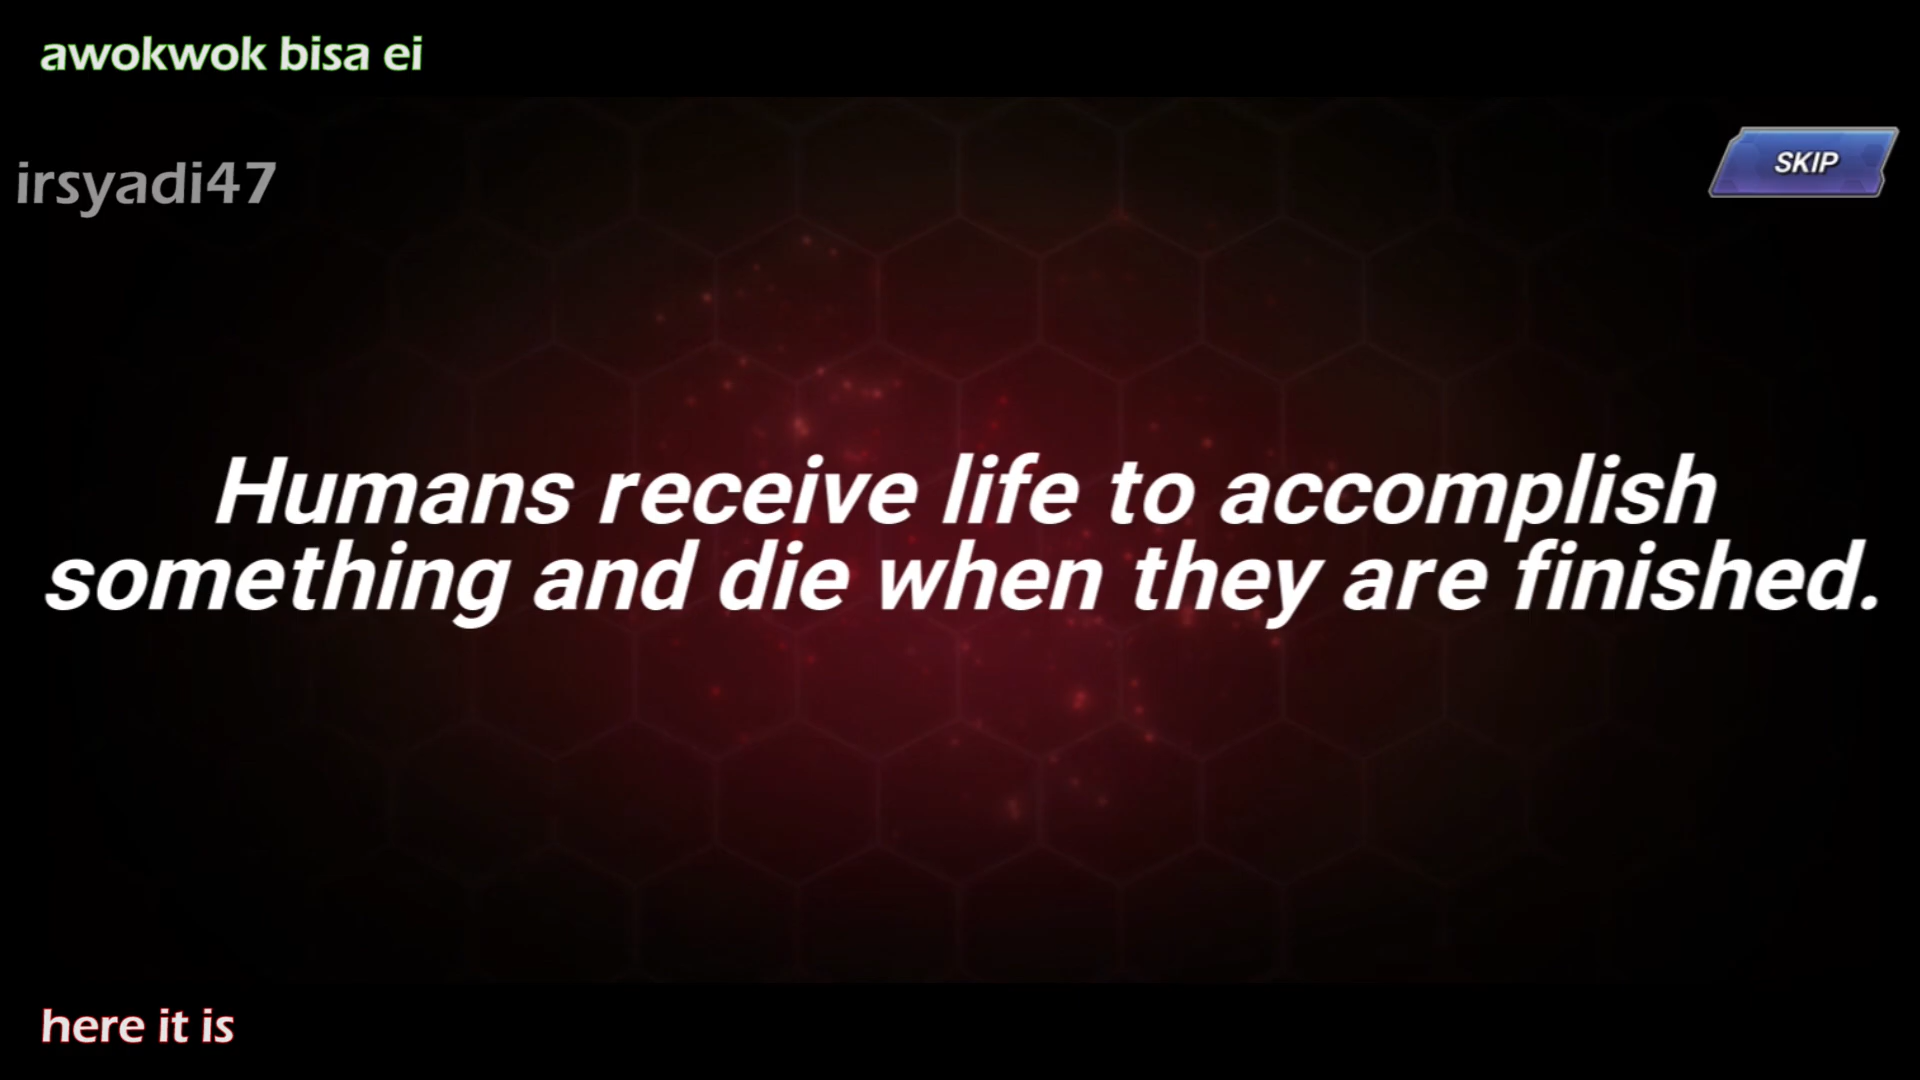 awokwok bisa ei
irsyadi47
SKIP
Humans receive life to accomplish
something and die when they are finished.
here it is